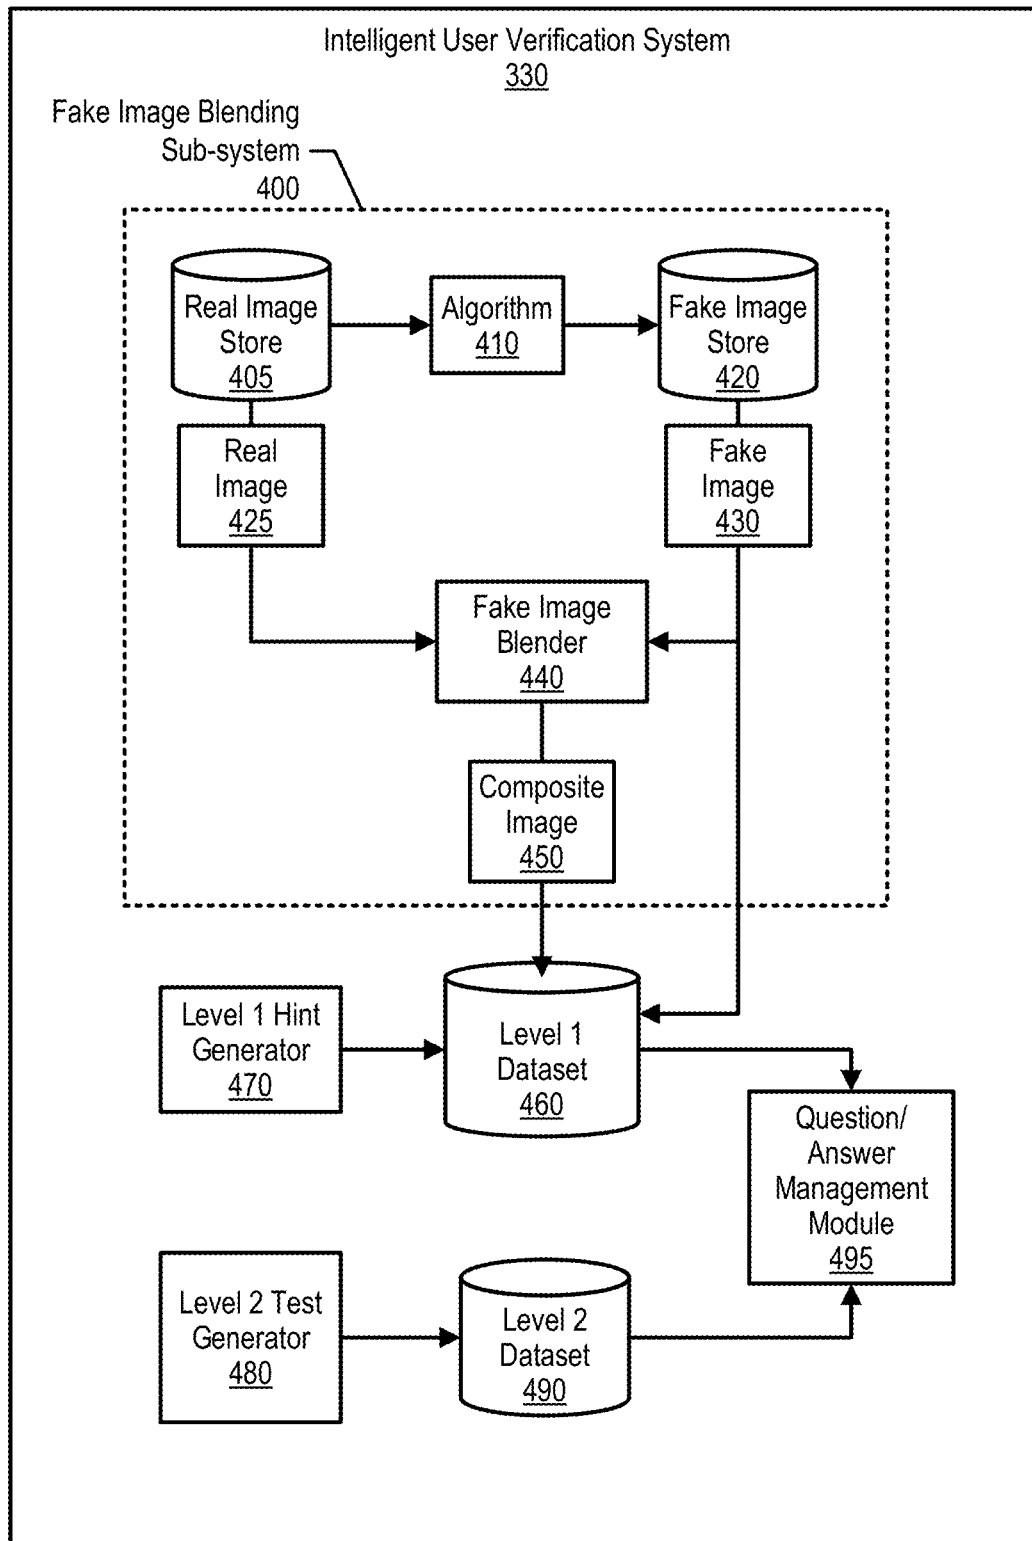 Intelligent User Verification System
330
Fake Image Blending
Sub-system
400
Real Image
Store
405
Algorithm
410
Fake Image
Store
420
Real
Image
425
Fake
Image
430
Fake Image
Blender
440
Composite
Image
450
Level 1 Hint
Generator
470
Level 1
Dataset
460
Question/
Answer
Management
Module
495
Level 2 Test
Generator
480
Level 2
Dataset
490